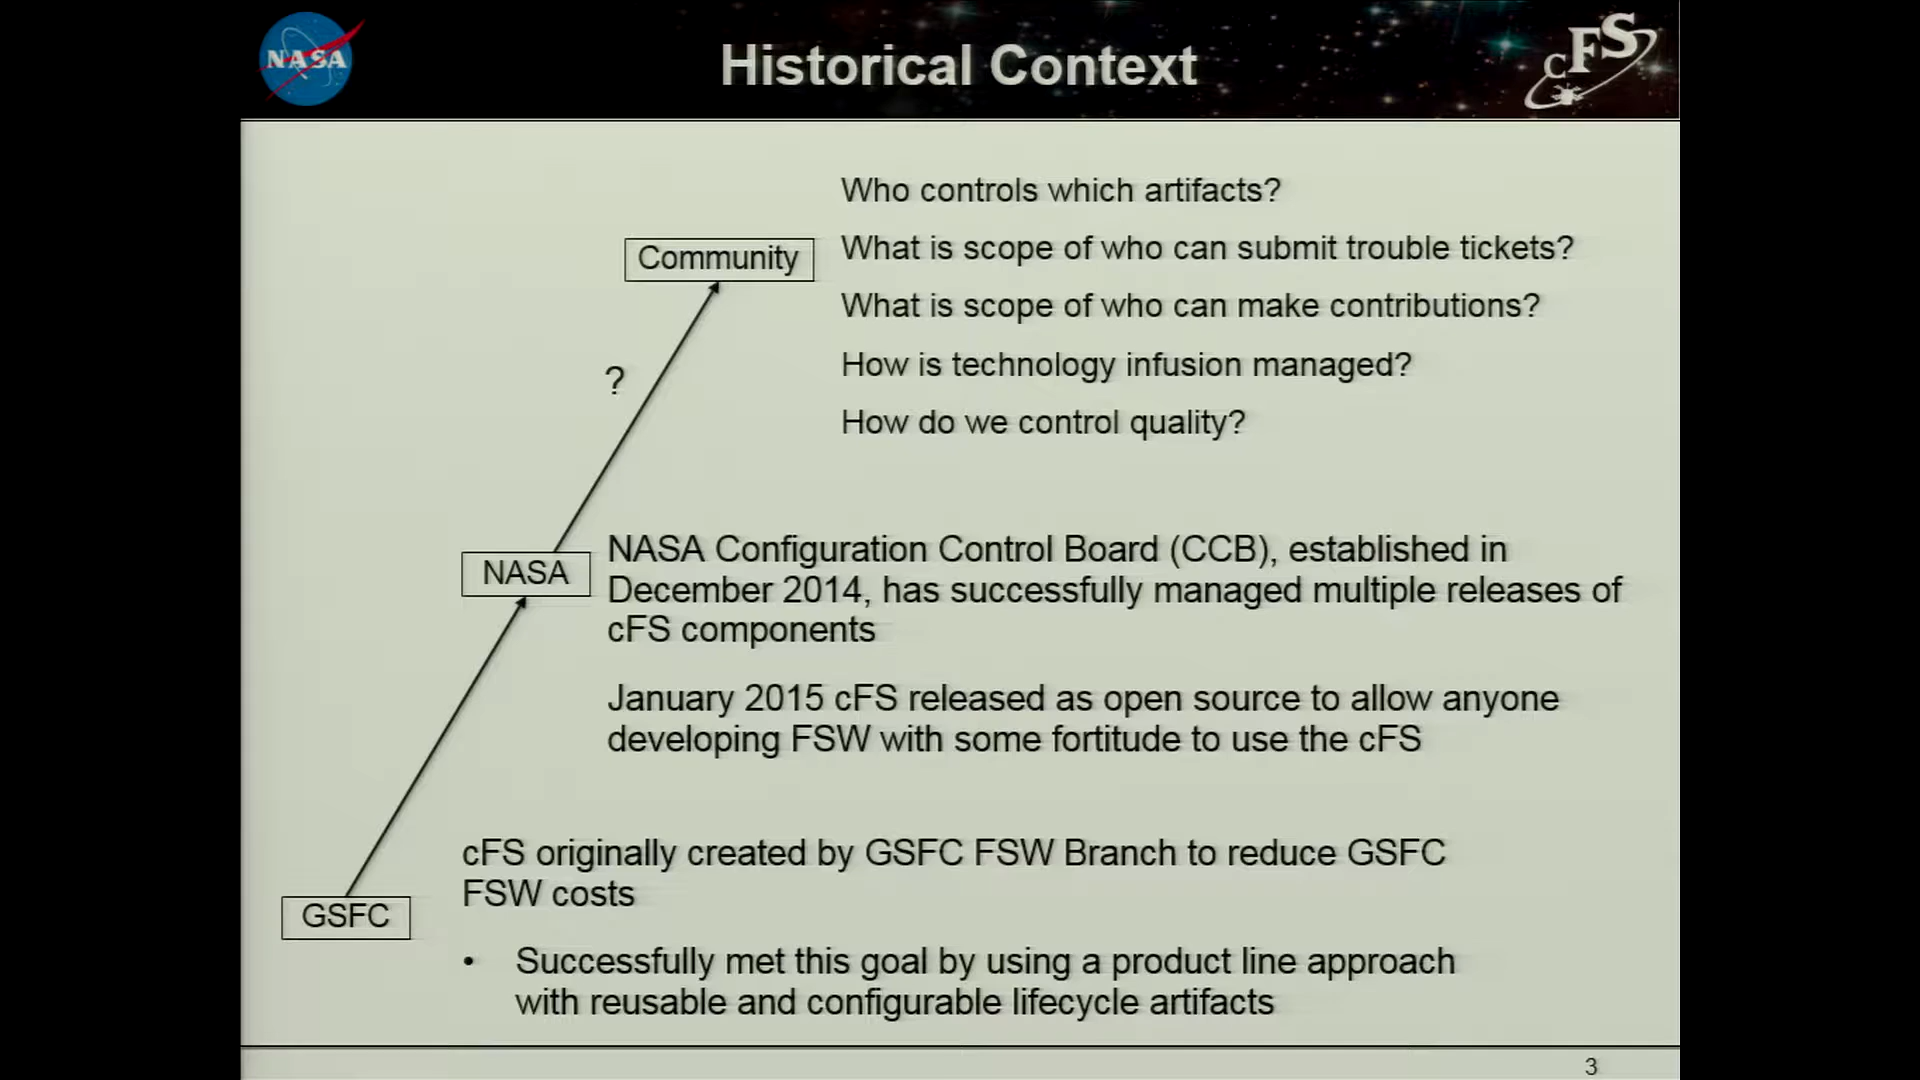 NASA
Historical Context
cFS
Who controls which artifacts?
Community
What is scope of who can submit trouble tickets?
What is scope of who can make contributions?
?
How is technology infusion managed?
How do we control quality?
NASA
NASA Configuration Control Board (CCB), established in
December 2014, has successfully managed multiple releases of
cFS components
January 2015 cFS released as open source to allow anyone
developing FSW with some fortitude to use the cFS
cFS originally created by GSFC FSW Branch to reduce GSFC
FSW costs
GSFC
• Successfully met this goal by using a product line approach
with reusable and configurable lifecycle artifacts
3